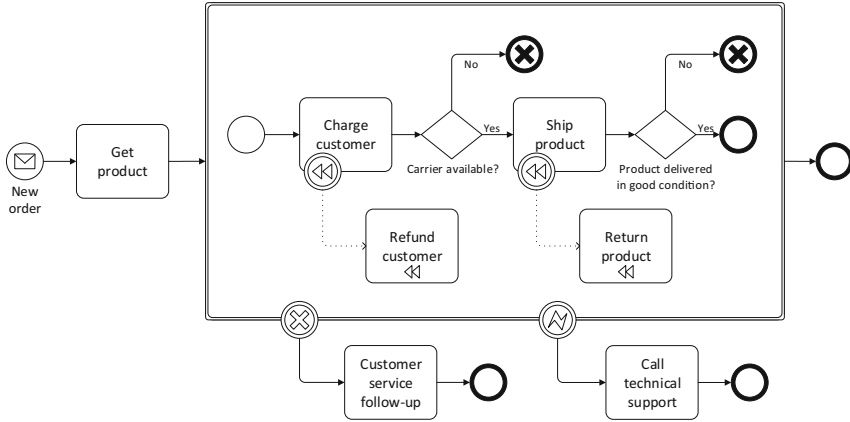 New
order
Get
product
Charge
customer
Carrier available?
No
Yes
Ship
product
Product delivered
in good condition?
No
Yes
Refund
customer
Return
product
Customer
service
follow-up
Call
technical
support